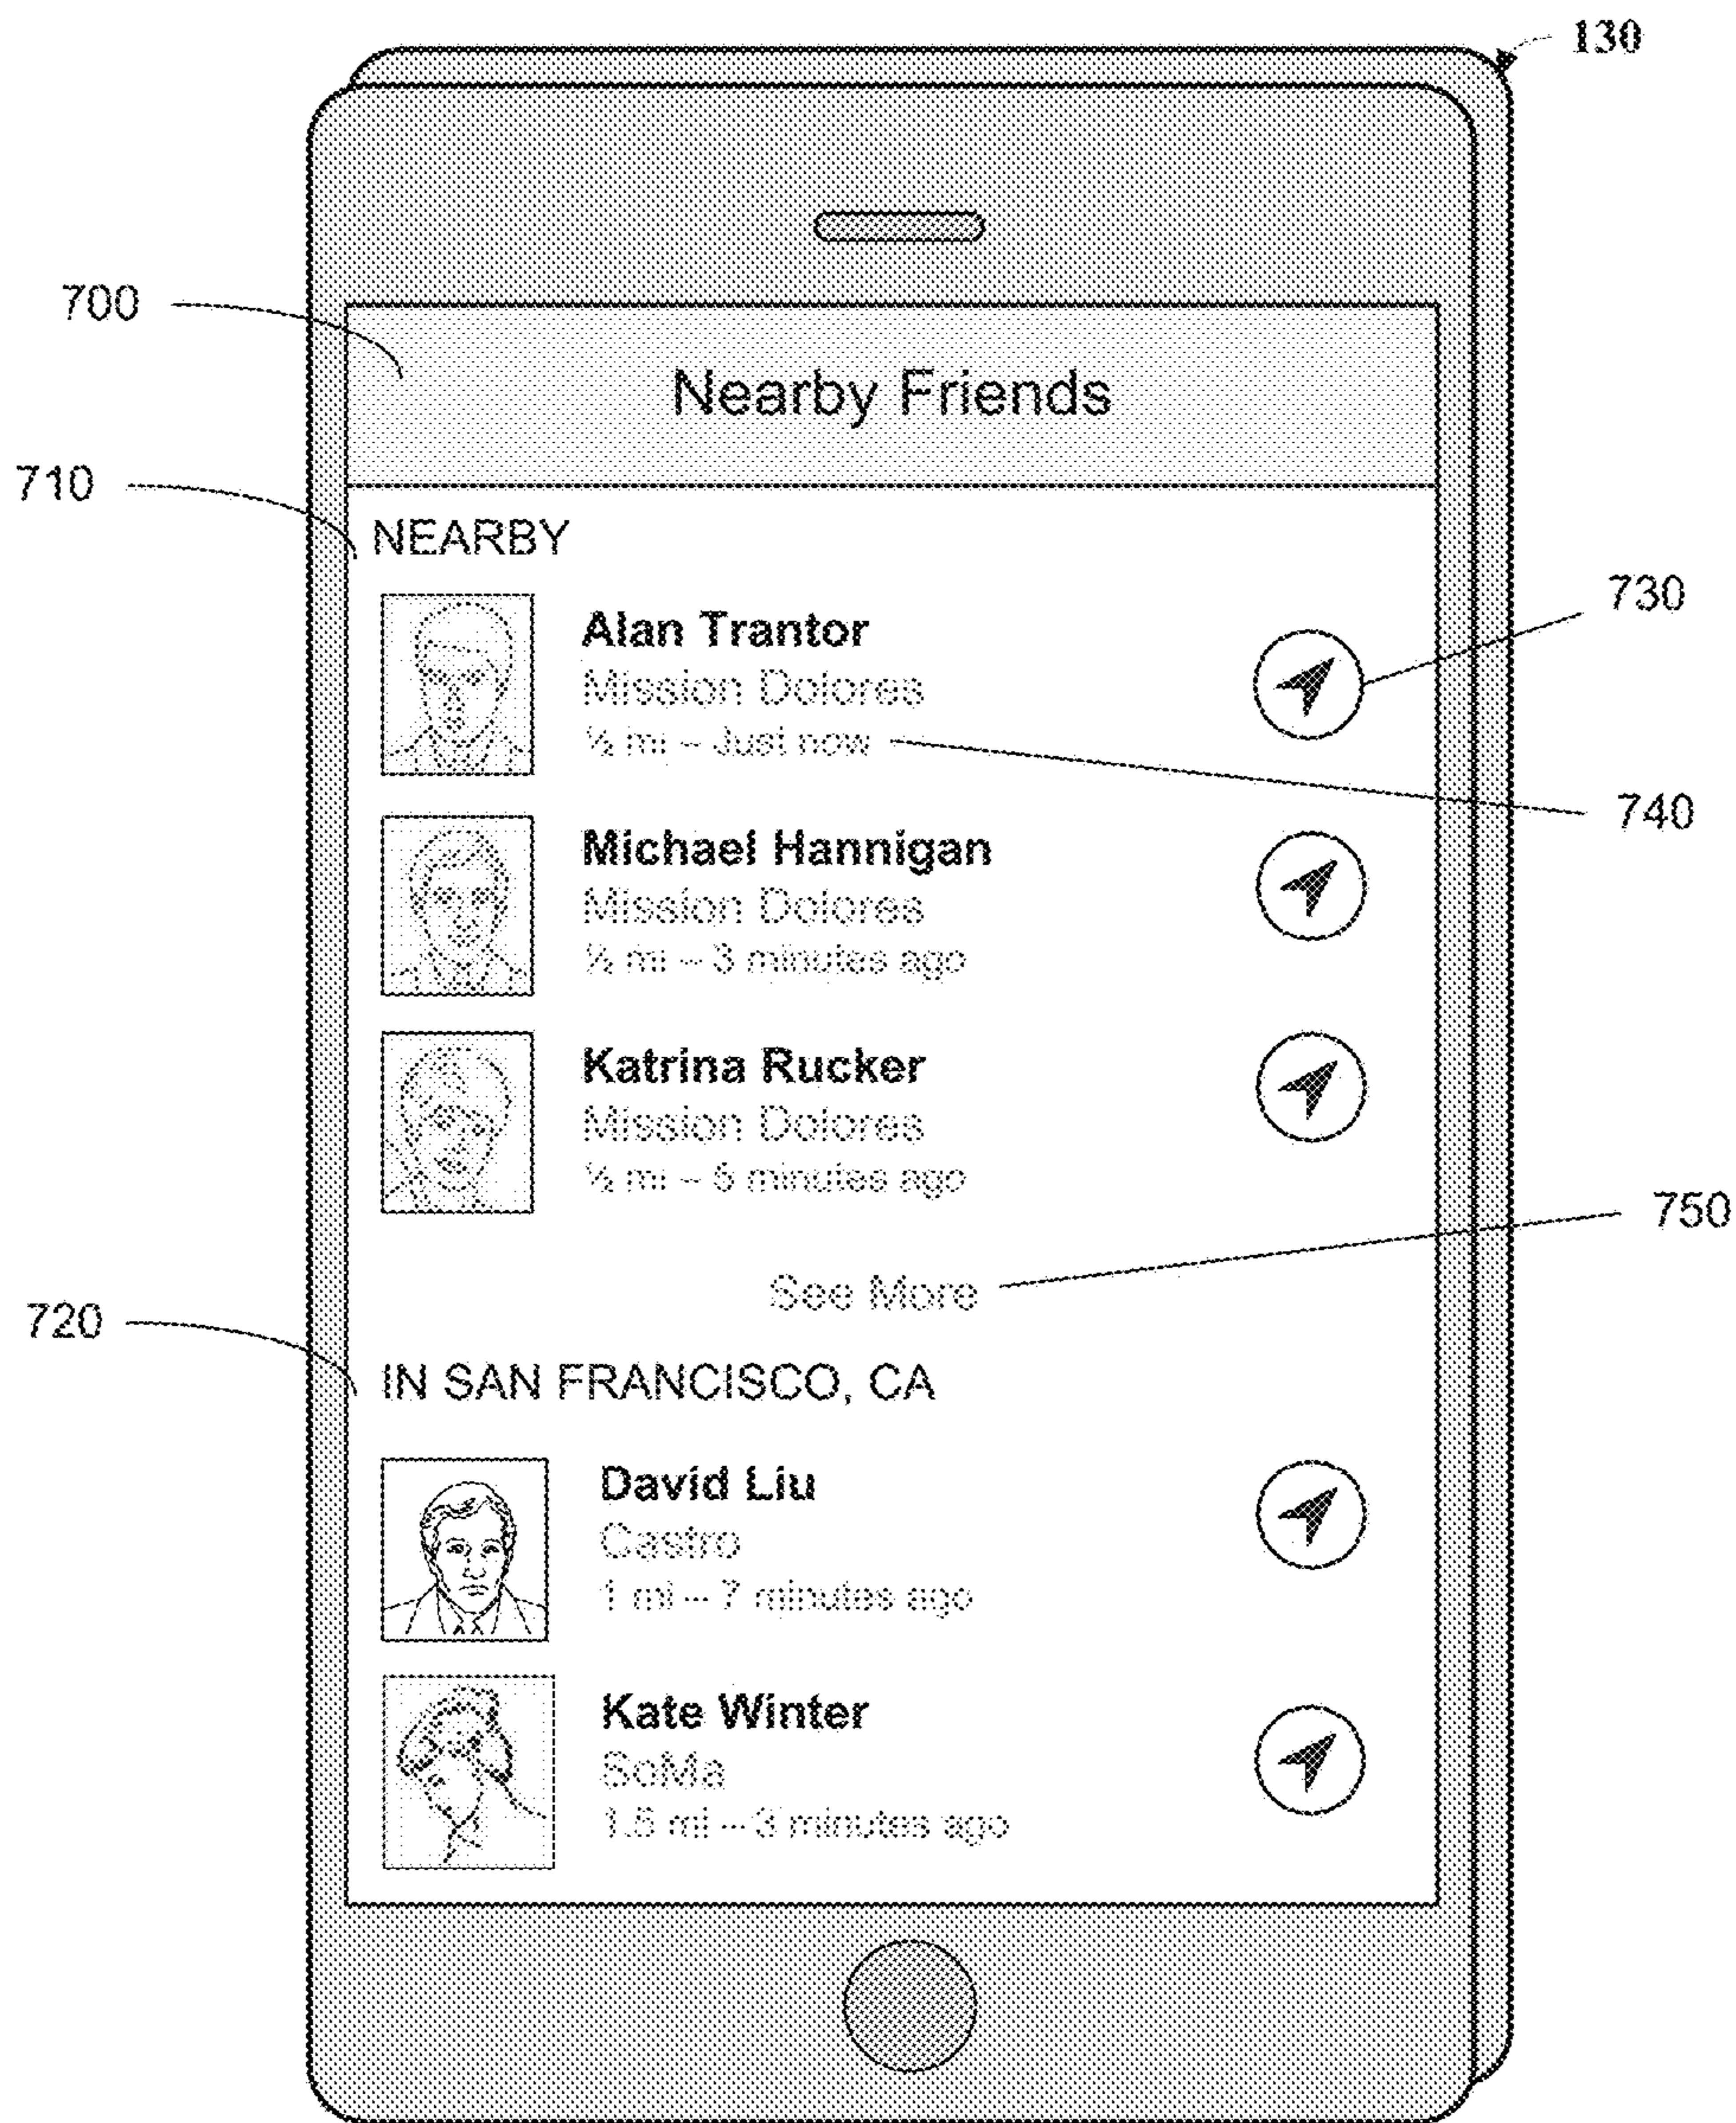 130
700
Nearby Friends
710
NEARBY
730
Alan Trantor
Mission Dolores
½ mi – Just now
740
Michael Hannigan
Mission Dolores
½ mi – 3 minutes ago
Katrina Rucker
Mission Dolores
½ mi – 5 minutes ago
750
See More
720
IN SAN FRANCISCO, CA
David Liu
Castro
1 mi – 7 minutes ago
Kate Winter
SoMa
1.5 mi – 3 minutes ago